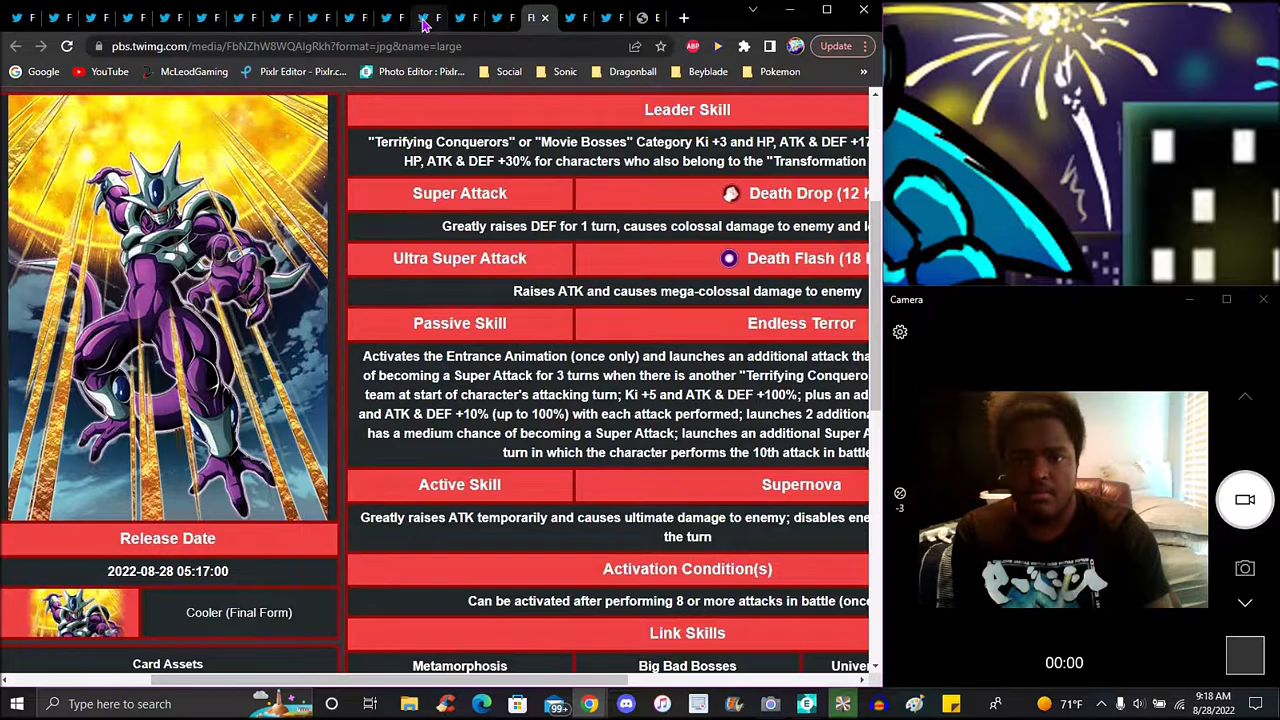 F F F F F F F F F F F F F F Fl F F E
pbs.twimg.com/media/FbNZhW8WQAIgRkh?format=jpg&name=large
ABP
Update
Google YouTube McLeodGaming Pixlr Editor - Pixlr.c... Photo Editor : Pixlr... Social Sonic Dragonball Beyblade Pokemon »
Leader Skill
"Terrifying Conquerors" or "Movie Bosses" Category Ki +3 and HP, ATK & DEF +17
HP, ATK & DEF +30% for characters who also belong to the "Transformation
Super Attack
Death Drop (12 K
Greatly raises DEF for 1 turn, causes colossal damage to enemy and l
Ultra Super Attack
Death Flash (18 
Raises ATK and causes mega-colossal damage to enemy
Passive Skill
Endless Terror
Activates the Entrance Animation (once only) and launches an additional attack tha
of becoming a Super Attack for 3 turns when there is another "Terrifying Conquero
team at start of character's attacking turn; Ki +5 and ATK & DEF +100%; plus an ad
and ATK & DEF +10% (up to 100%) with each attack performed; launches 2 additiona
has a medium chance of becoming a Super Attack; launches an additional Super A
turn in which the character performs the 10th attack in battle
Active Skill
Supernova
Greatly raises ATK temporarily and causes ultimate damage to enemy; disables ene
the turn
Activation Condition(s)
Can be activated after performing 8 or more attacks in battle (onc
Link Skills
Metamorphosis
Big Bad Bosses
Univer
Release Date
2022-08-28 05:17:00
Cooler (Final Form)
Card Assets
Camera
-3
00:00
Type here to search
99+
71°F
9:18 AM
8/28/2022